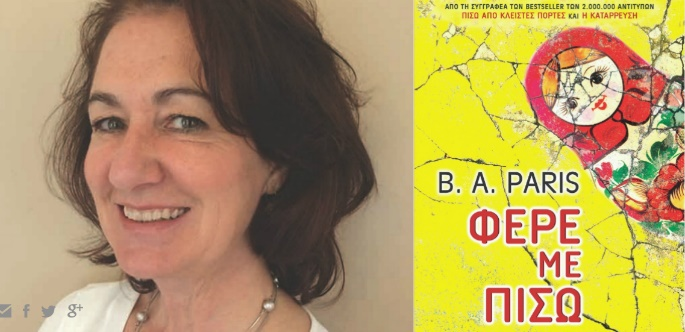 ΑΠΟ ΤΗ ΣΥΓΓΡΑΦΕΑ ΤΩΝ BESTSELLER ΤΩΝ 2.000.000 ΑΝΤΙΤΥΠΩΝ
ΠΙΣΩ ΑΠΟ ΚΛΕΙΣΤΕΣ ΠΟΡΤΕΣ ΚΑΙ Η ΚΑΤΑΡΡΕΥΣΗ
B. A. PARIS
ΦΕΡΕ
ΜΕ
ΠΙΣΩ
f g+